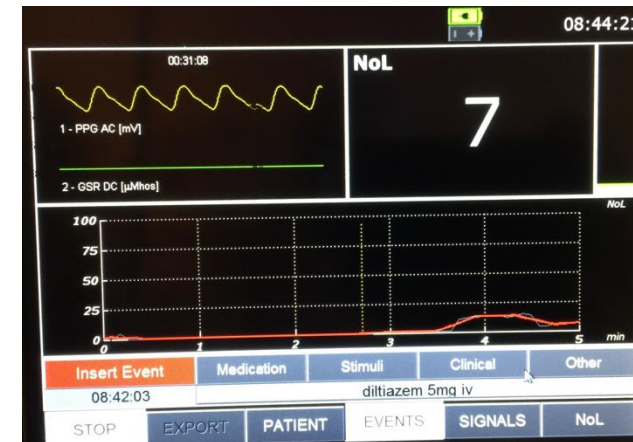 08:44:23
00:31:08
1 - PPG AC [mV]
2 - GSR DC [µMhos]
NoL
7
NoL
100
75
50
25
0
0 1 2 3 4 5 min
Insert Event Medication Stimuli Clinical Other
08:42:03 diltiazem 5mg iv
STOP EXPORT PATIENT EVENTS SIGNALS NoL